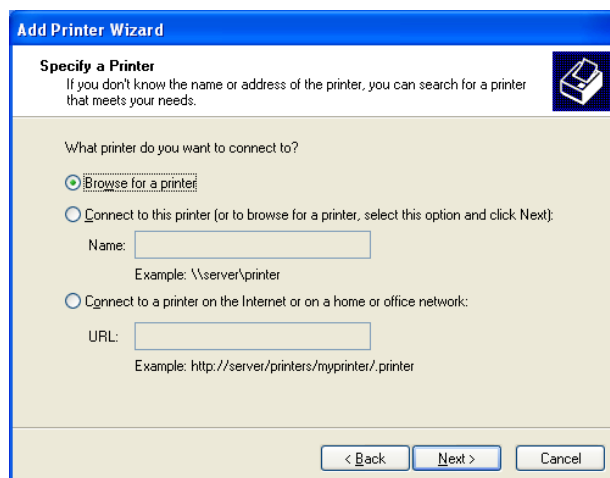 Add Printer Wizard
Specify a Printer
If you don't know the name or address of the printer, you can search for a printer
that meets your needs.
What printer do you want to connect to?
Browse for a printer
Connect to this printer (or to browse for a printer, select this option and click Next):
Name:
Example: \\server\printer
Connect to a printer on the Internet or on a home or office network:
URL:
Example: http://server/printers/myprinter/.printer
< Back Next > Cancel